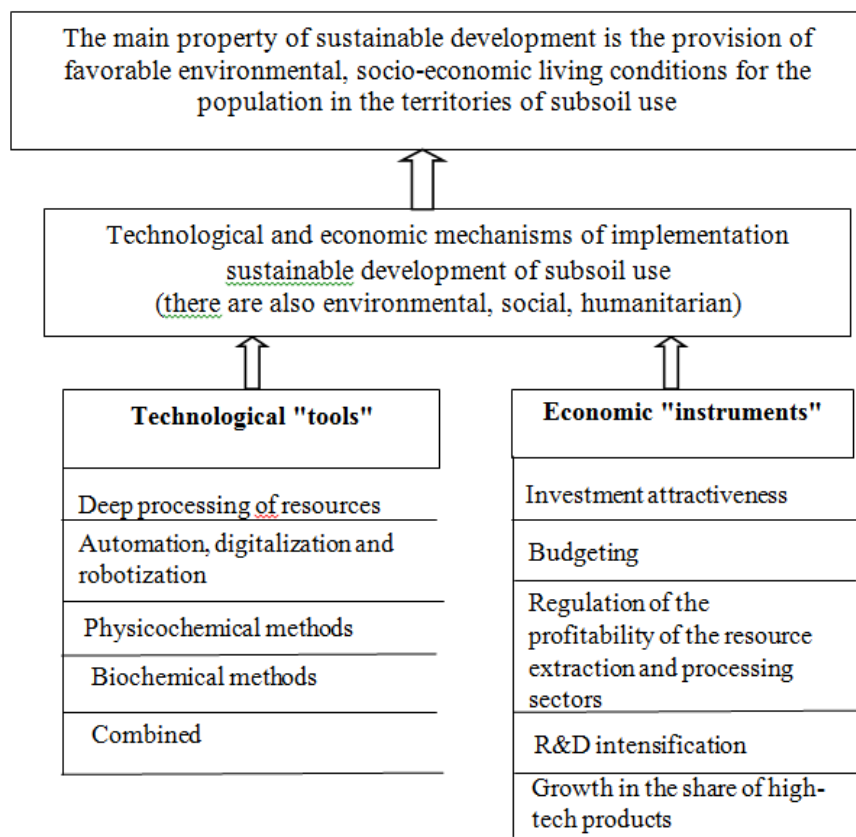 The main property of sustainable development is the provision of
favorable environmental, socio-economic living conditions for the
population in the territories of subsoil use
Technological and economic mechanisms of implementation
sustainable development of subsoil use
(there are also environmental, social, humanitarian)
Technological "tools"
Deep processing of resources
Automation, digitalization and
robotization
Physicochemical methods
Biochemical methods
Combined
Economic "instruments"
Investment attractiveness
Budgeting
Regulation of the
profitability of the resource
extraction and processing
sectors
R&D intensification
Growth in the share of high-
tech products